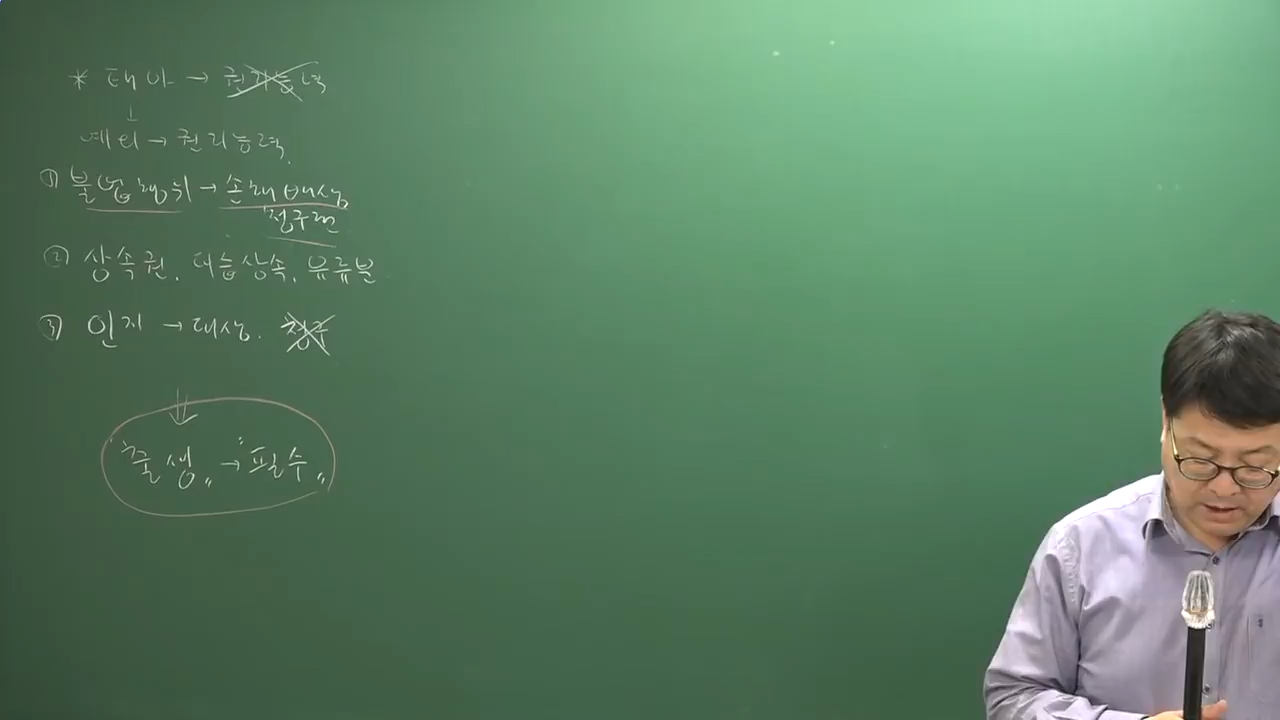 * 태아 → 권리능력
예외 → 권리능력.
① 불법행위 → 손해배상
청구권
② 상속권. 대습상속. 유류분
③ 인지 → 대상. 청구
"출생" → "필수"